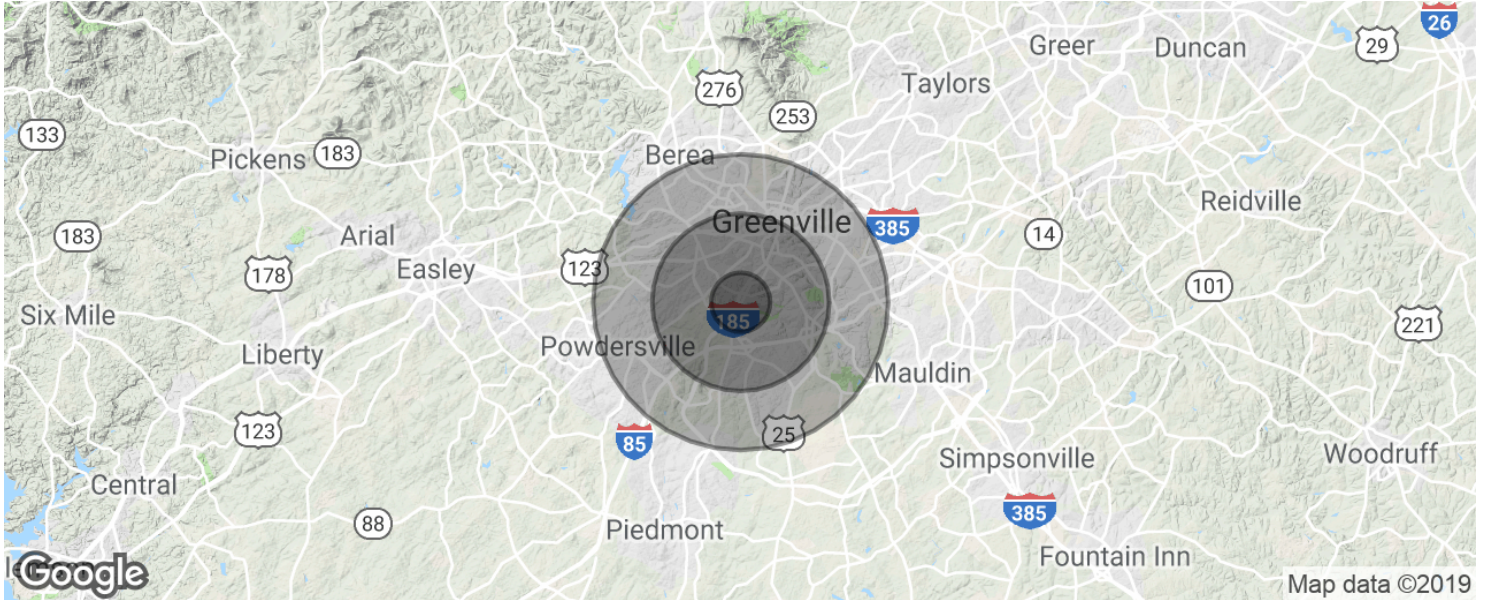 26
Greer
Duncan
29
Taylors
276
253
133
Pickens
183
Berea
Reidville
Greenville
385
14
183
Arial
178
Easley
123
101
Six Mile
185
221
Liberty
Powdersville
Mauldin
123
85
25
Simpsonville
Woodruff
Central
88
385
Piedmont
Fountain Inn
Google
Map data ©2019